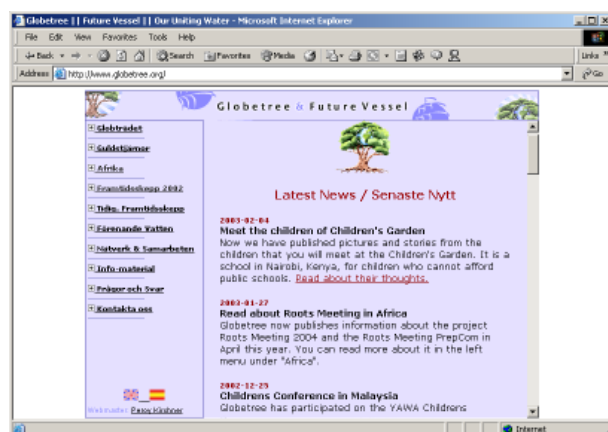 Globetree || Future Vessel || Our Uniting Water - Microsoft Internet Explorer
File Edit View Favorites Tools Help
Back Search Favorites Media
Links
Address http://www.globetree.org/
Go
Globetree & Future Vessel
Globträdet
Guldstjärnor
Afrika
Framtidsskepp 2002
Tidig. Framtidsskepp
Förenande Vatten
Nätverk & Samarbeten
Info-material
Frågor och Svar
Kontakta oss
Webmaster
Latest News / Senaste Nytt
2003-02-04
Meet the children of Children's Garden
Now we have published pictures and stories from the
children that you will meet at the Children's Garden. It is a
school in Nairobi, Kenya, for children who cannot afford
public schools. Read about their thoughts.
2003-01-27
Read about Roots Meeting in Africa
Globetree now publishes information about the project
Roots Meeting 2004 and the Roots Meeting PrepCom in
April this year. You can read more about it in the left
menu under "Africa".
2002-12-25
Childrens Conference in Malaysia
Globetree has participated on the YAWA Childrens
Internet